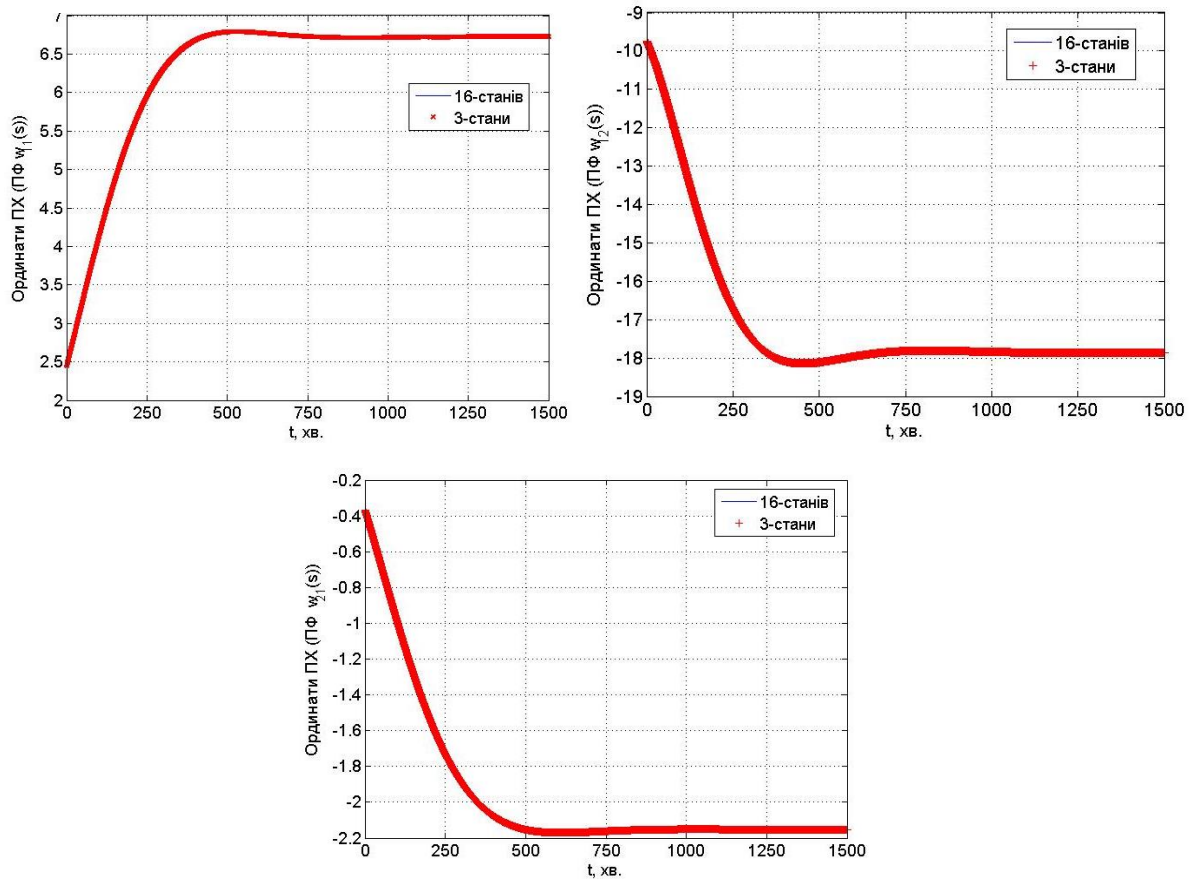 7
6.5
6
5.5
5
4.5
4
3.5
3
2.5
2
0 250 500 750 1000 1250 1500
t, хв.
Ординати ПХ (ПФ w11(s))
16-станів
3-стани
-9
-10
-11
-12
-13
-14
-15
-16
-17
-18
-19
0 250 500 750 1000 1250 1500
t, хв.
Ординати ПХ (ПФ w12(s))
16-станів
3-стани
-0.2
-0.4
-0.6
-0.8
-1
-1.2
-1.4
-1.6
-1.8
-2
-2.2
0 250 500 750 1000 1250 1500
t, хв.
Ординати ПХ (ПФ w21(s))
16-станів
3-стани